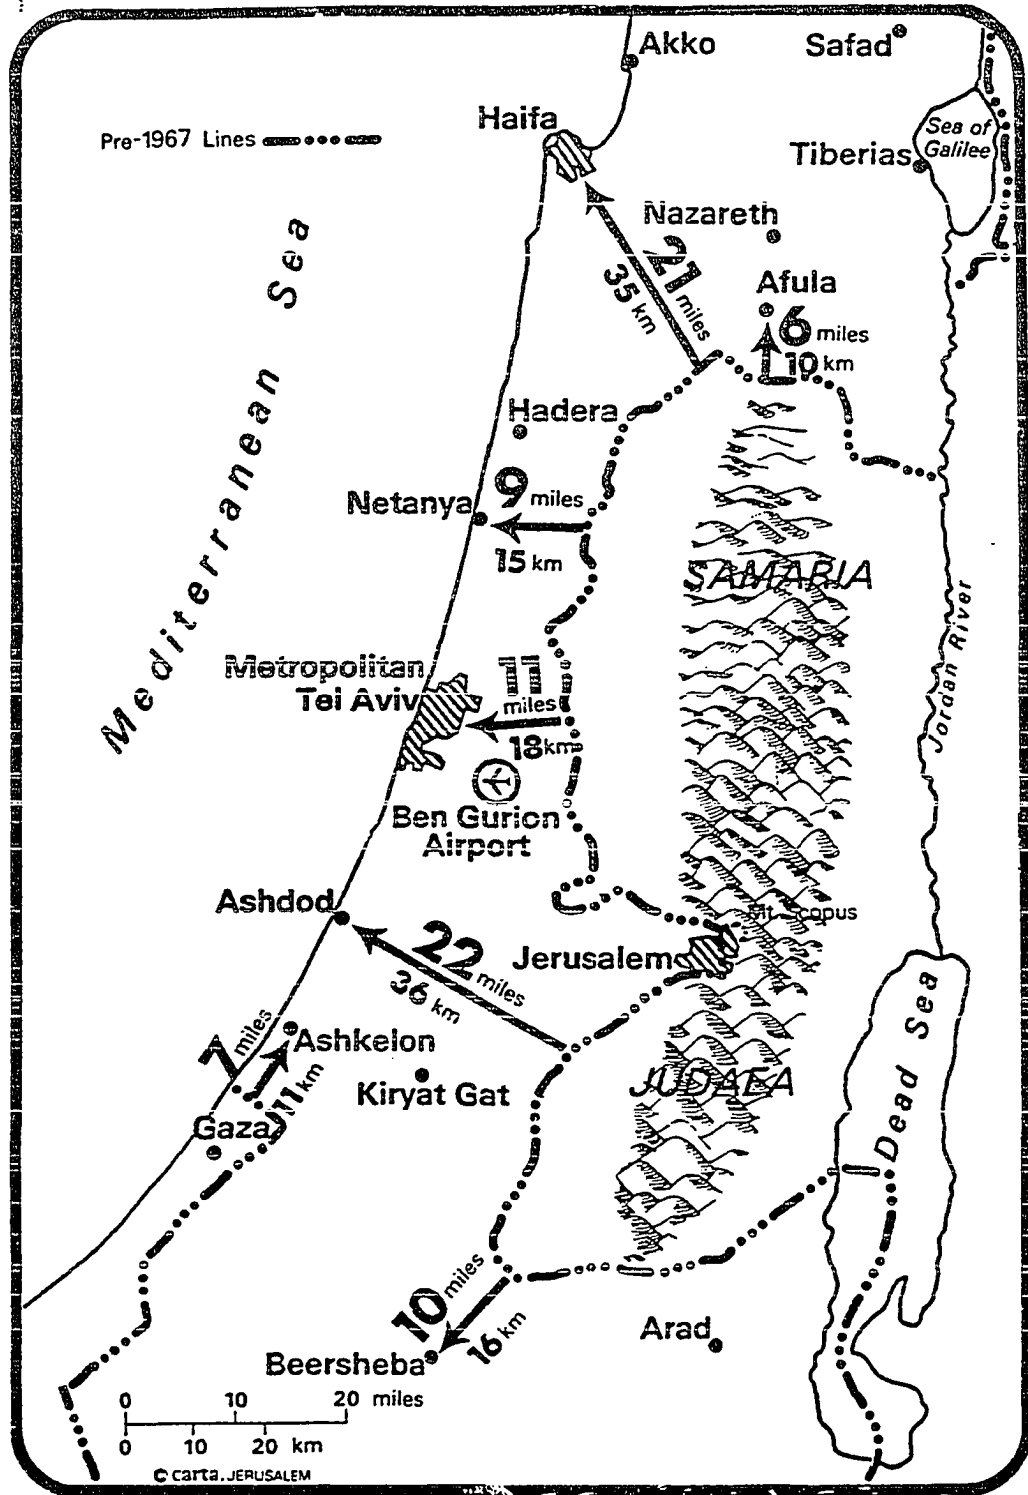 Akko
Safad
Haifa
Pre-1967 Lines
Sea of
Galilee
Tiberias
Nazareth
21 miles
35 km
Afula
6 miles
10 km
Mediterranean Sea
Hadera
9 miles
Netanya
15 km
SAMARIA
Jordan River
Metropolitan
Tel Aviv
11
miles
18 km
Ben Gurion
Airport
Ashdod
Mt. Scopus
22 miles
36 km
Jerusalem
Dead Sea
7 miles
Ashkelon
11 km
Kiryat Gat
JUDAEA
Gaza
10 miles
16 km
Arad
Beersheba
0 10 20 miles
0 10 20 km
© carta, JERUSALEM